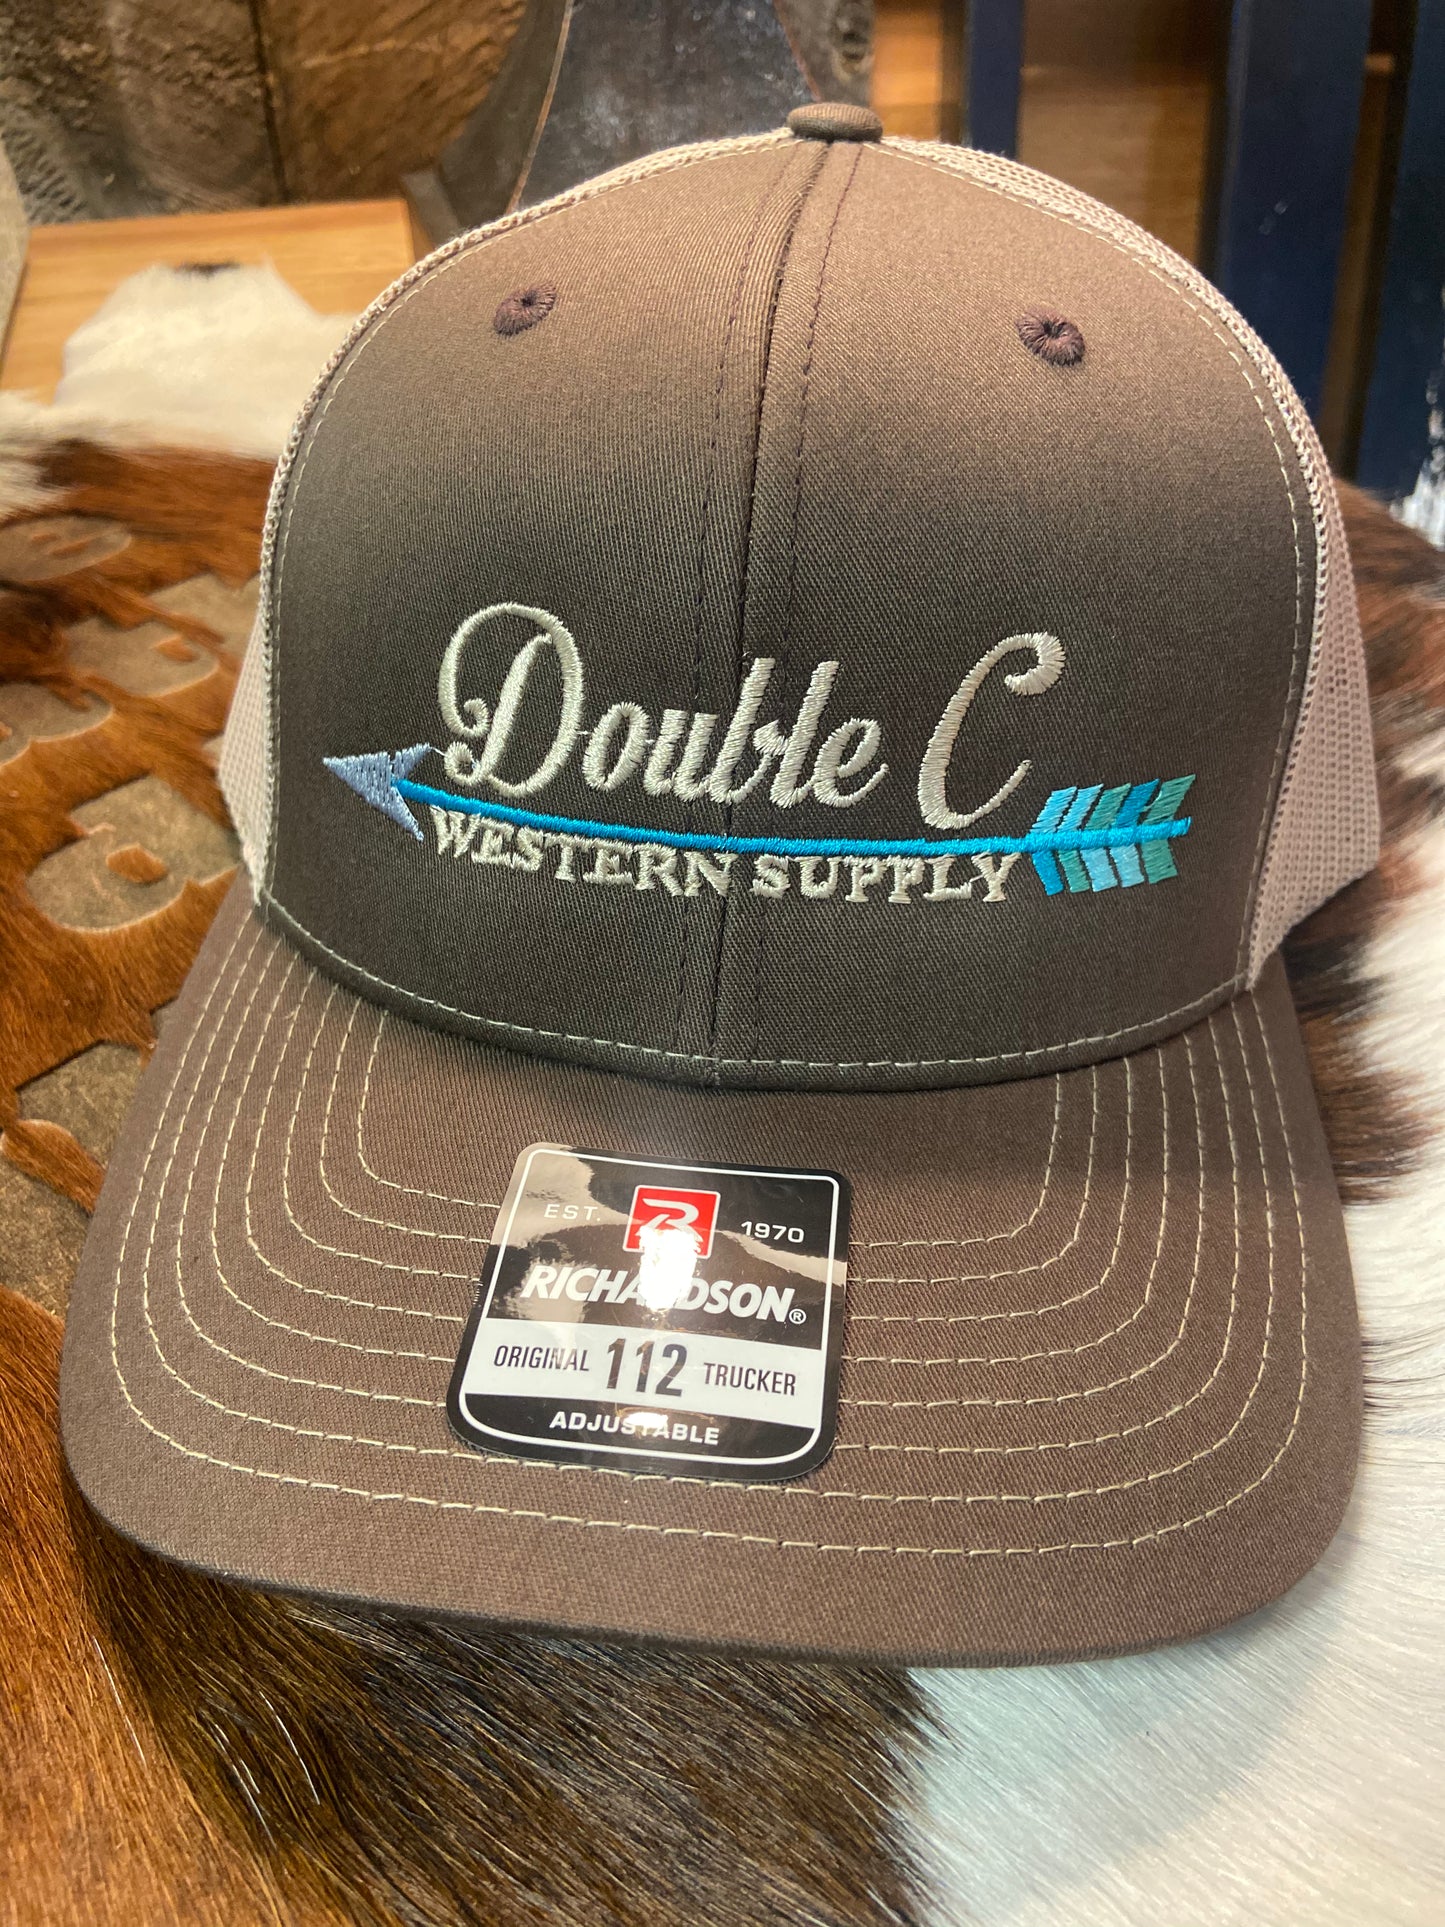 Double C
WESTERN SUPPLY
EST. 1970
RICHARDSON®
ORIGINAL 112 TRUCKER
ADJUSTABLE